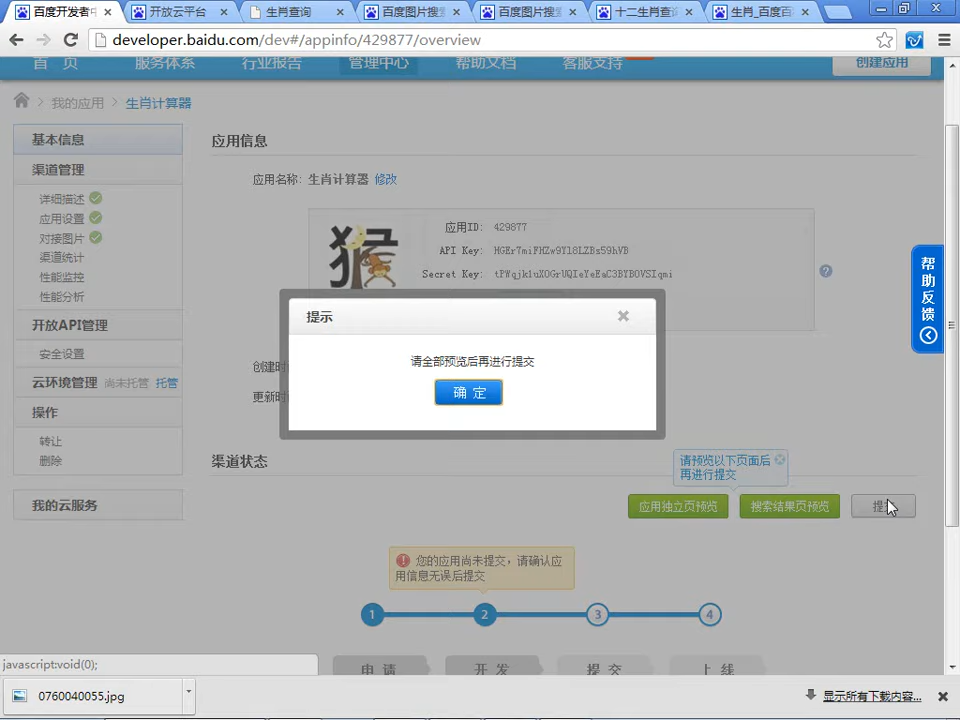 百度开发者中
开放云平台
生肖查询
百度图片搜索
百度图片搜
十二生肖查询
生肖_百度百
developer.baidu.com/dev#/appinfo/429877/overview
首 页
服务体系
行业报告
管理中心
帮助文档
客服支持
创建应用
我的应用
生肖计算器
基本信息
渠道管理
详细描述
应用设置
对接图片
渠道统计
性能监控
性能分析
开放API管理
安全设置
云环境管理 尚未托管 托管
操作
转让
删除
我的云服务
应用信息
应用名称: 生肖计算器 修改
猴
应用ID: 429877
API Key: HGEr7miFHZw9Yl8LZBs59hVB
Secret Key: tPWqjk1uXOGrUQIeYeEaC3BYBOVSIqmi
创建时
更新时
提示
请全部预览后再进行提交
确 定
帮助反馈
渠道状态
请预览以下页面后
再进行提交
应用独立页预览
搜索结果页预览
提
您的应用尚未提交，请确认应
用信息无误后提交
1
2
3
4
申 请
开 发
提 交
上 线
javascript:void(0);
0760040055.jpg
显示所有下载内容...